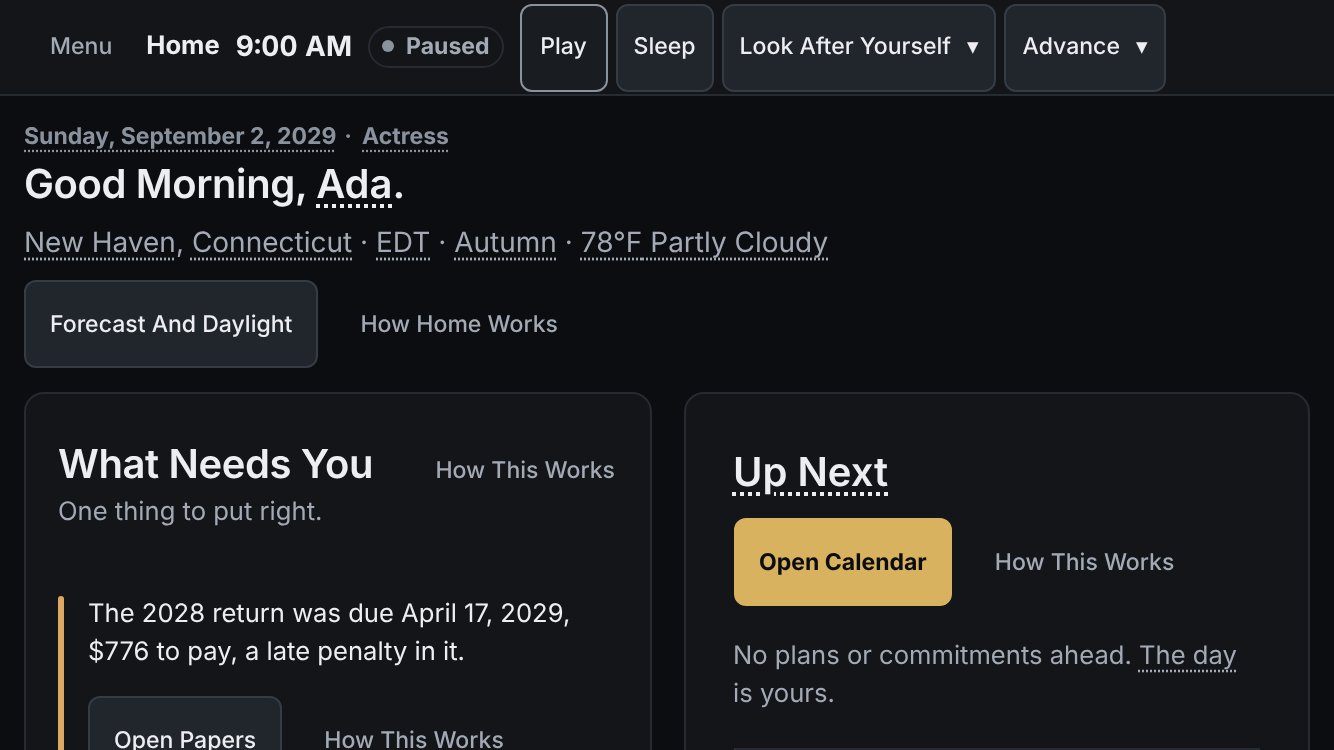 Menu Home 9:00 AM Paused Play Sleep Look After Yourself ▼ Advance ▼
Sunday, September 2, 2029 · Actress
Good Morning, Ada.
New Haven, Connecticut · EDT · Autumn · 78°F Partly Cloudy
Forecast And Daylight How Home Works
What Needs You How This Works
One thing to put right.
The 2028 return was due April 17, 2029,
$776 to pay, a late penalty in it.
Open Papers How This Works
Up Next
Open Calendar How This Works
No plans or commitments ahead. The day
is yours.